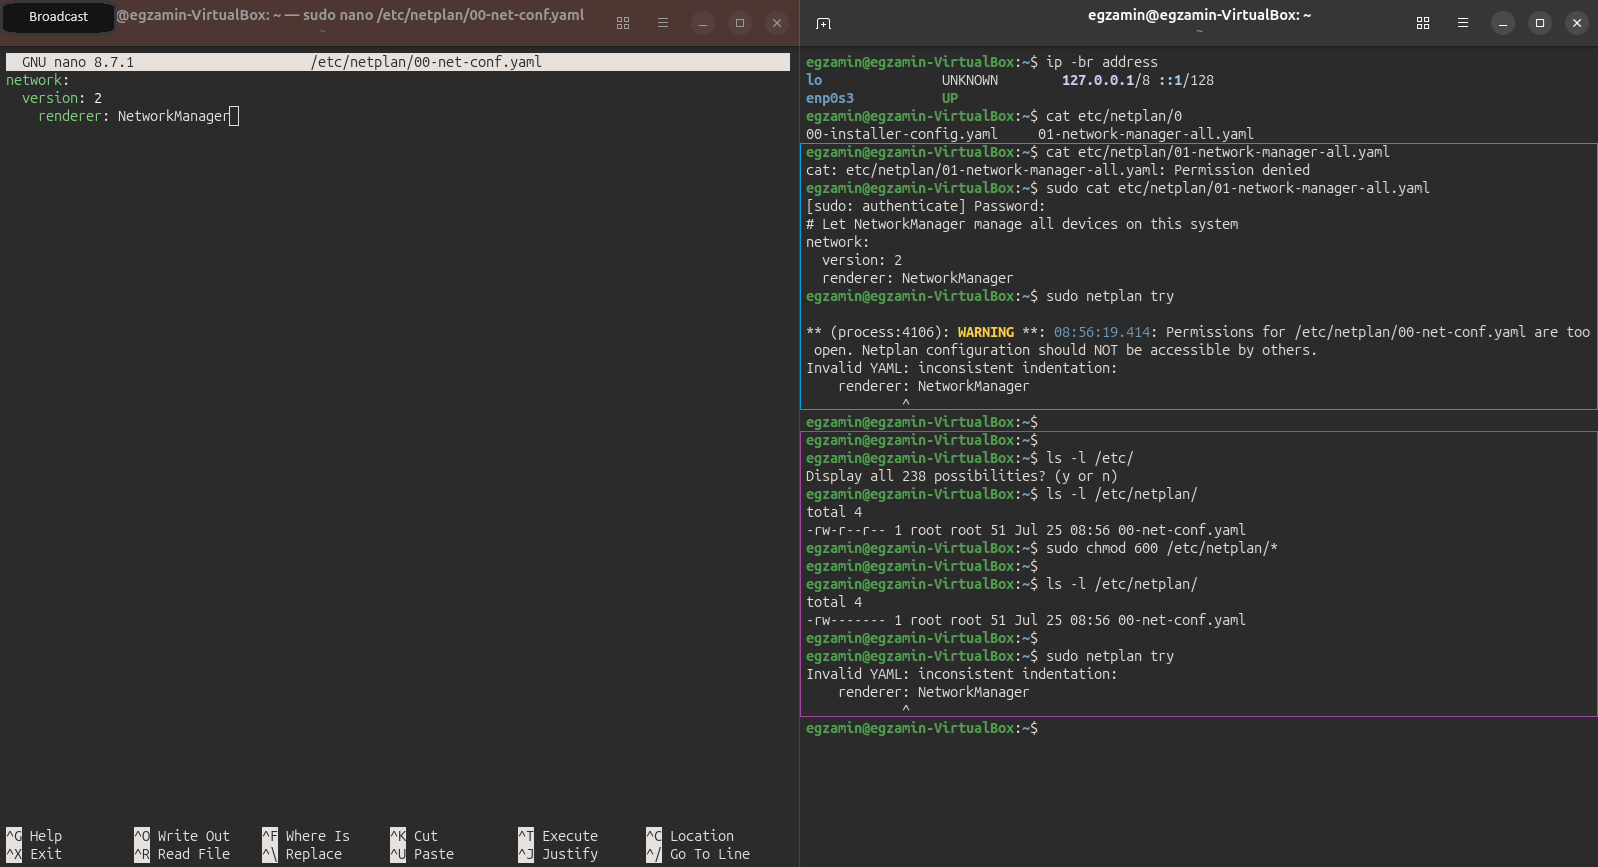 Broadcast
@egzamin-VirtualBox: ~ — sudo nano /etc/netplan/00-net-conf.yaml
~
GNU nano 8.7.1 /etc/netplan/00-net-conf.yaml
network:
  version: 2
    renderer: NetworkManager
^G Help ^O Write Out ^F Where Is ^K Cut ^T Execute ^C Location
^X Exit ^R Read File ^\ Replace ^U Paste ^J Justify ^/ Go To Line
egzamin@egzamin-VirtualBox: ~
~
egzamin@egzamin-VirtualBox:~$ ip -br address
lo UNKNOWN 127.0.0.1/8 ::1/128
enp0s3 UP
egzamin@egzamin-VirtualBox:~$ cat etc/netplan/0
00-installer-config.yaml 01-network-manager-all.yaml
egzamin@egzamin-VirtualBox:~$ cat etc/netplan/01-network-manager-all.yaml
cat: etc/netplan/01-network-manager-all.yaml: Permission denied
egzamin@egzamin-VirtualBox:~$ sudo cat etc/netplan/01-network-manager-all.yaml
[sudo: authenticate] Password:
# Let NetworkManager manage all devices on this system
network:
  version: 2
  renderer: NetworkManager
egzamin@egzamin-VirtualBox:~$ sudo netplan try
** (process:4106): WARNING **: 08:56:19.414: Permissions for /etc/netplan/00-net-conf.yaml are too
 open. Netplan configuration should NOT be accessible by others.
Invalid YAML: inconsistent indentation:
    renderer: NetworkManager
            ^
egzamin@egzamin-VirtualBox:~$
egzamin@egzamin-VirtualBox:~$
egzamin@egzamin-VirtualBox:~$ ls -l /etc/
Display all 238 possibilities? (y or n)
egzamin@egzamin-VirtualBox:~$ ls -l /etc/netplan/
total 4
-rw-r--r-- 1 root root 51 Jul 25 08:56 00-net-conf.yaml
egzamin@egzamin-VirtualBox:~$ sudo chmod 600 /etc/netplan/*
egzamin@egzamin-VirtualBox:~$
egzamin@egzamin-VirtualBox:~$ ls -l /etc/netplan/
total 4
-rw------- 1 root root 51 Jul 25 08:56 00-net-conf.yaml
egzamin@egzamin-VirtualBox:~$
egzamin@egzamin-VirtualBox:~$ sudo netplan try
Invalid YAML: inconsistent indentation:
    renderer: NetworkManager
            ^
egzamin@egzamin-VirtualBox:~$